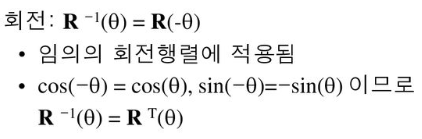 회전: R ⁻¹(θ) = R(-θ)
• 임의의 회전행렬에 적용됨
• cos(−θ) = cos(θ), sin(−θ)=−sin(θ) 이므로
R ⁻¹(θ) = R ᵀ(θ)